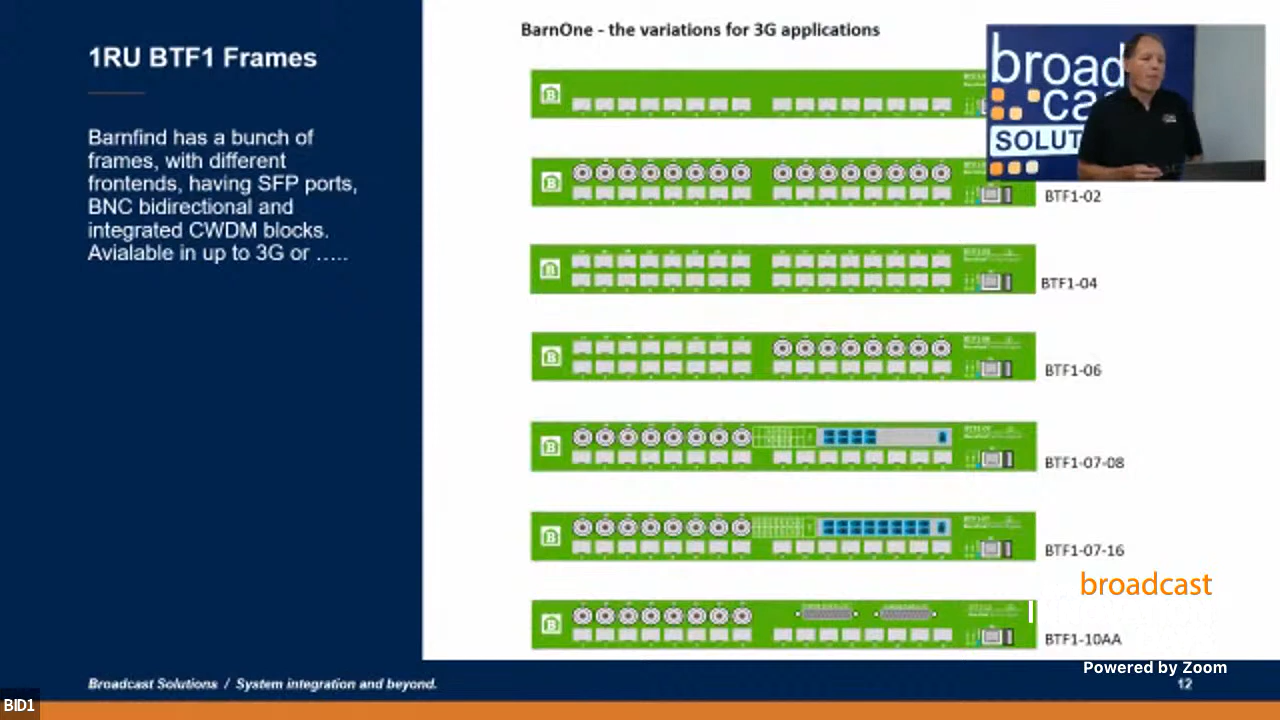 1RU BTF1 Frames
Barnfind has a bunch of
frames, with different
frontends, having SFP ports,
BNC bidirectional and
integrated CWDM blocks.
Avialable in up to 3G or .....
BarnOne - the variations for 3G applications
broad
cas
SOLUT
BTF1-02
BTF1-04
BTF1-06
BTF1-07-08
BTF1-07-16
BTF1-10AA
broadcast
Powered by Zoom
Broadcast Solutions / System integration and beyond.
12
BID1